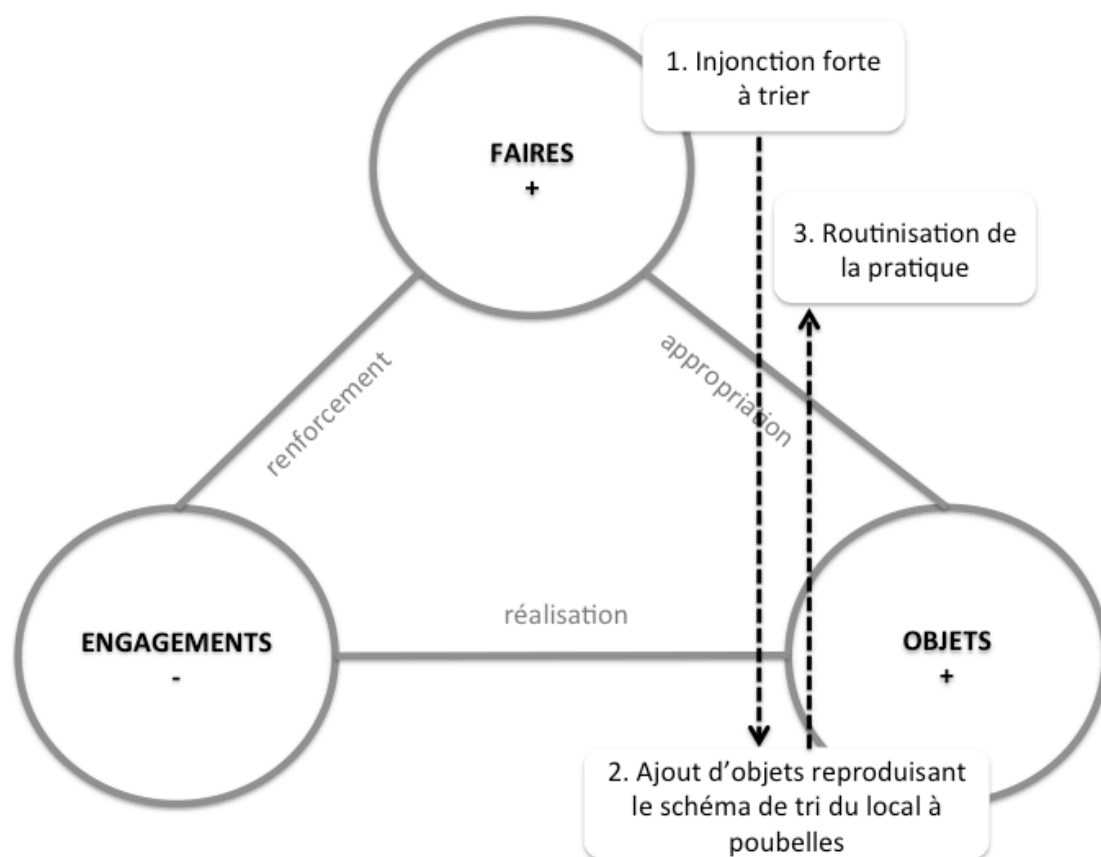 1. Injonction forte
à trier
FAIRES
+
3. Routinisation de
la pratique
renforcement
appropriation
réalisation
ENGAGEMENTS
-
OBJETS
+
2. Ajout d’objets reproduisant
le schéma de tri du local à
poubelles